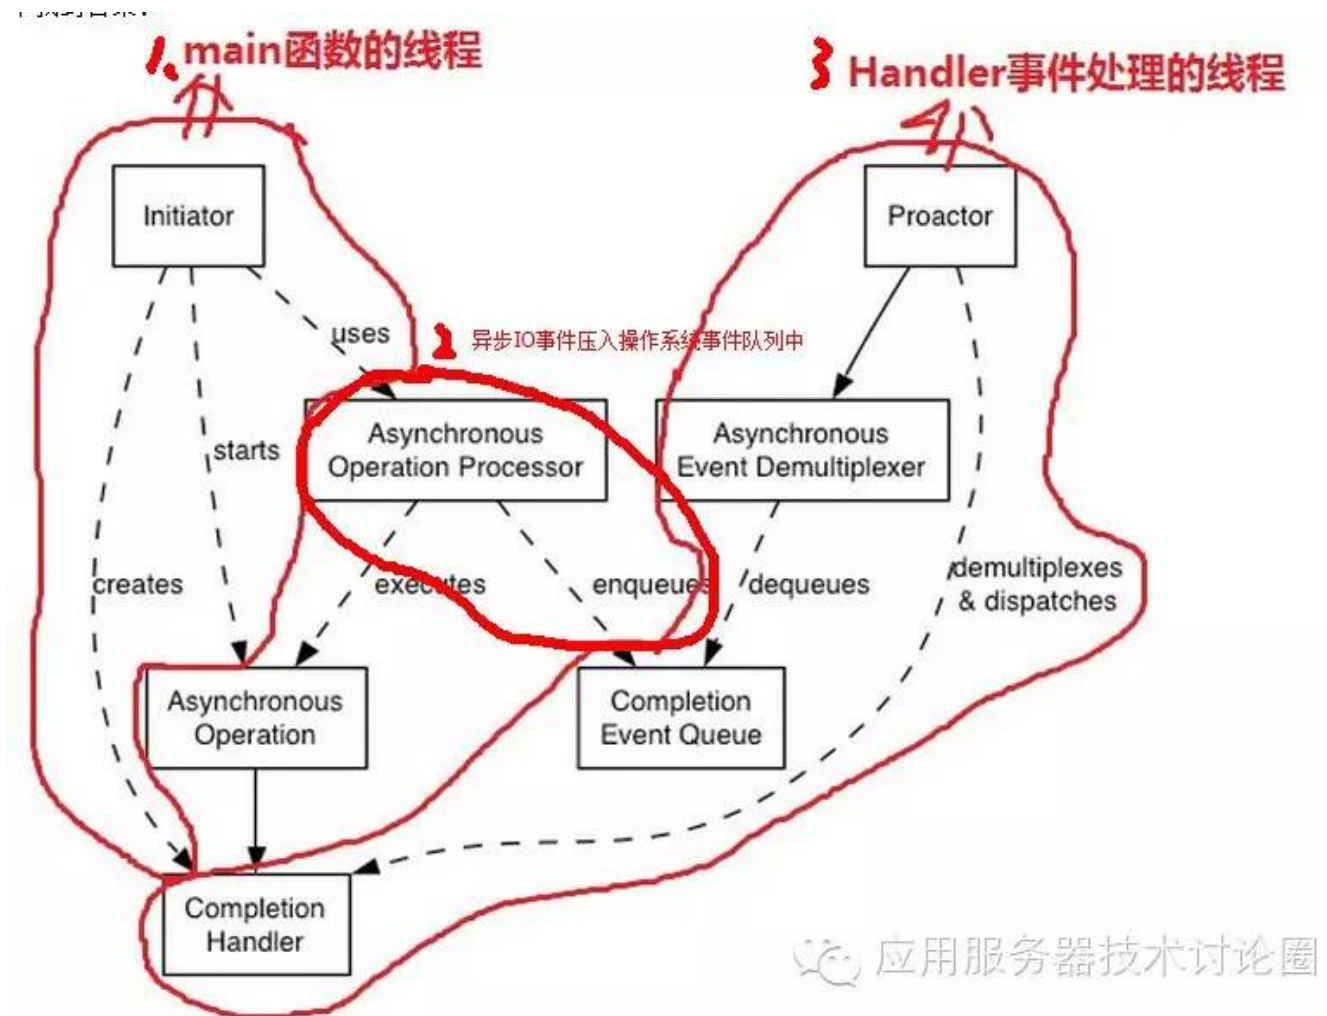 1. main函数的线程
3 Handler事件处理的线程
Initiator
Proactor
uses
2 异步IO事件压入操作系统事件队列中
Asynchronous
Operation Processor
Asynchronous
Event Demultiplexer
starts
creates
executes
enqueues
dequeues
demultiplexes
& dispatches
Asynchronous
Operation
Completion
Event Queue
Completion
Handler
应用服务器技术讨论圈